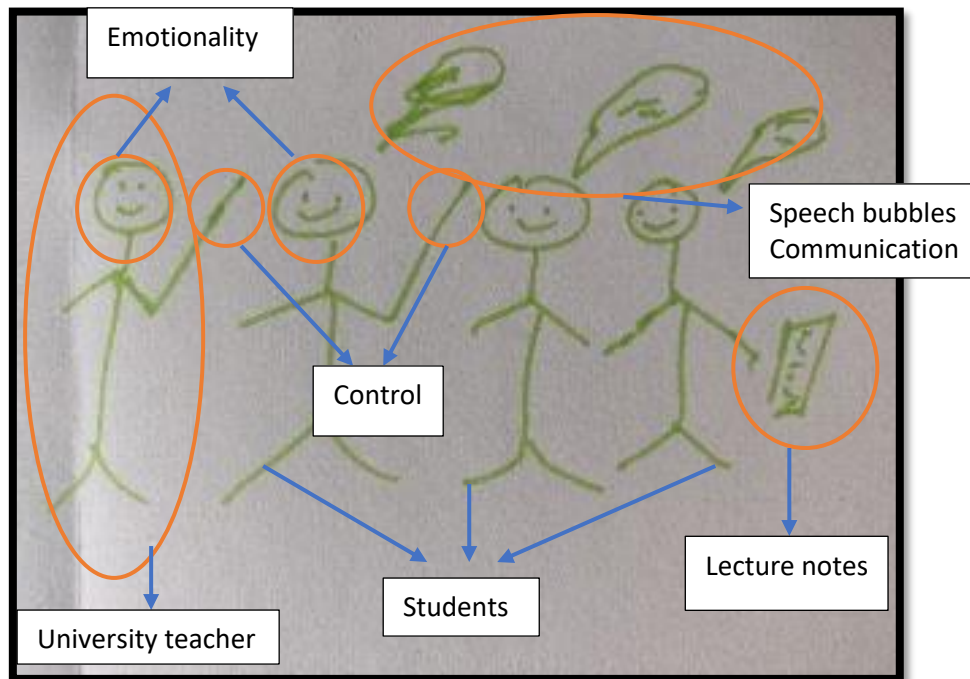 Emotionality
Speech bubbles
Communication
Control
Lecture notes
Students
University teacher